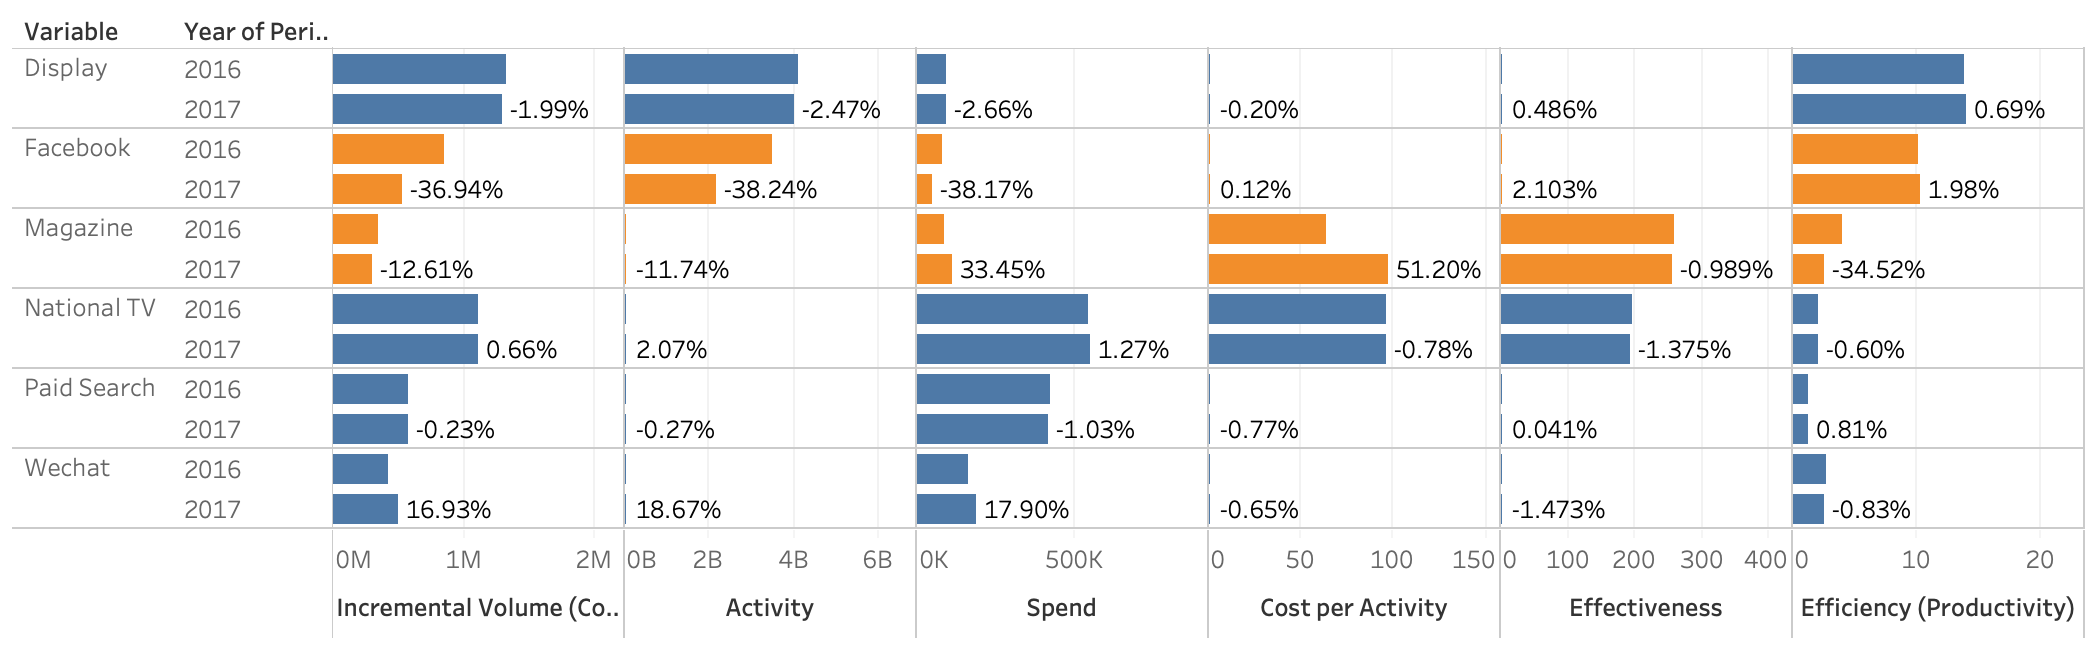 Variable Year of Peri..
Display 2016
2017 -1.99% -2.47% -2.66% -0.20% 0.486% 0.69%
Facebook 2016
2017 -36.94% -38.24% -38.17% 0.12% 2.103% 1.98%
Magazine 2016
2017 -12.61% -11.74% 33.45% 51.20% -0.989% -34.52%
National TV 2016
2017 0.66% 2.07% 1.27% -0.78% -1.375% -0.60%
Paid Search 2016
2017 -0.23% -0.27% -1.03% -0.77% 0.041% 0.81%
Wechat 2016
2017 16.93% 18.67% 17.90% -0.65% -1.473% -0.83%
0M 1M 2M 0B 2B 4B 6B 0K 500K 0 50 100 150 0 100 200 300 400 0 10 20
Incremental Volume (Co.. Activity Spend Cost per Activity Effectiveness Efficiency (Productivity)